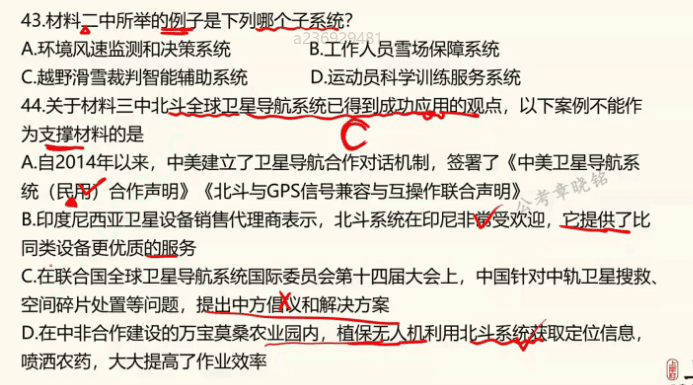 43.材料二中所举的例子是下列哪个子系统?
a236929481
A.环境风速监测和决策系统 B.工作人员雪场保障系统
C.越野滑雪裁判智能辅助系统 D.运动员科学训练服务系统
44.关于材料三中北斗全球卫星导航系统已得到成功应用的观点，以下案例不能作
为支撑材料的是
C
A.自2014年以来，中美建立了卫星导航合作对话机制，签署了《中美卫星导航系
统（民用）合作声明》《北斗与GPS信号兼容与互操作联合声明》
公考章晓铭
B.印度尼西亚卫星设备销售代理商表示，北斗系统在印尼非常受欢迎，它提供了比
同类设备更优质的服务
C.在联合国全球卫星导航系统国际委员会第十四届大会上，中国针对中轨卫星搜救、
空间碎片处置等问题，提出中方倡议和解决方案
D.在中非合作建设的万宝莫桑农业园内，植保无人机利用北斗系统获取定位信息，
喷洒农药，大大提高了作业效率